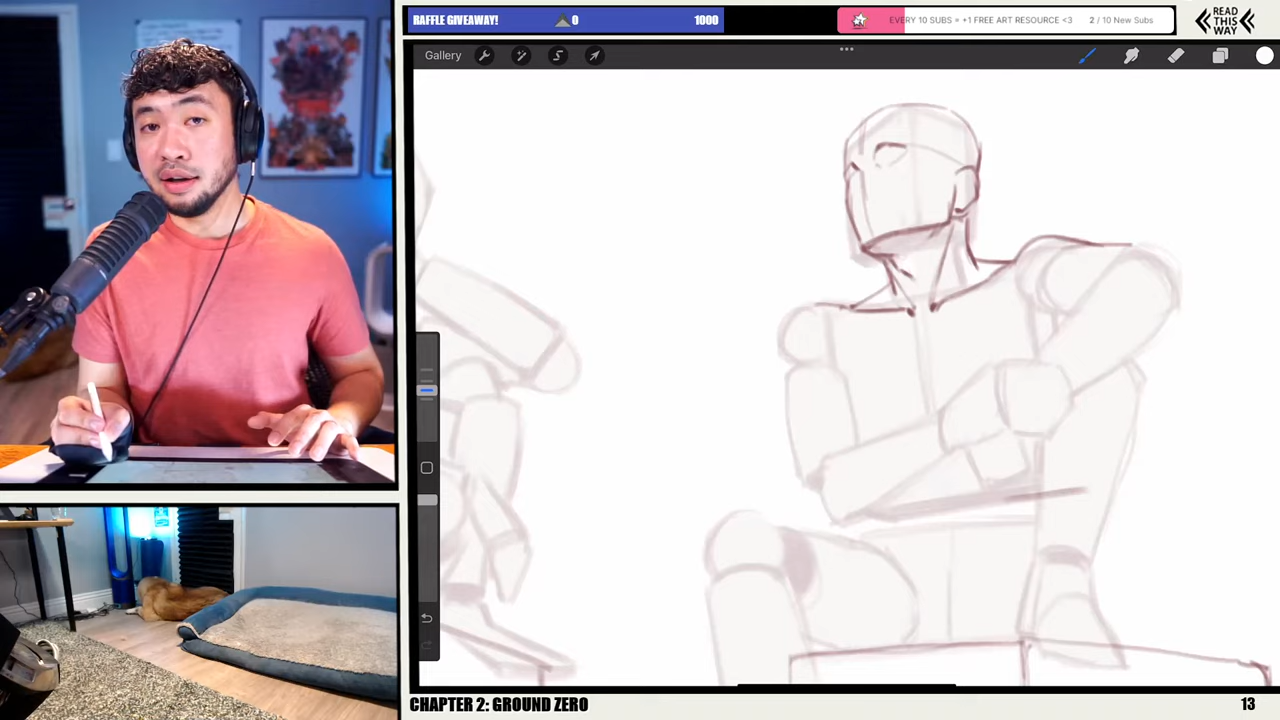 RAFFLE GIVEAWAY!
0
1000
EVERY 10 SUBS = +1 FREE ART RESOURCE <3
2 / 10 New Subs
READ
THIS
WAY
Gallery
CHAPTER 2: GROUND ZERO
13